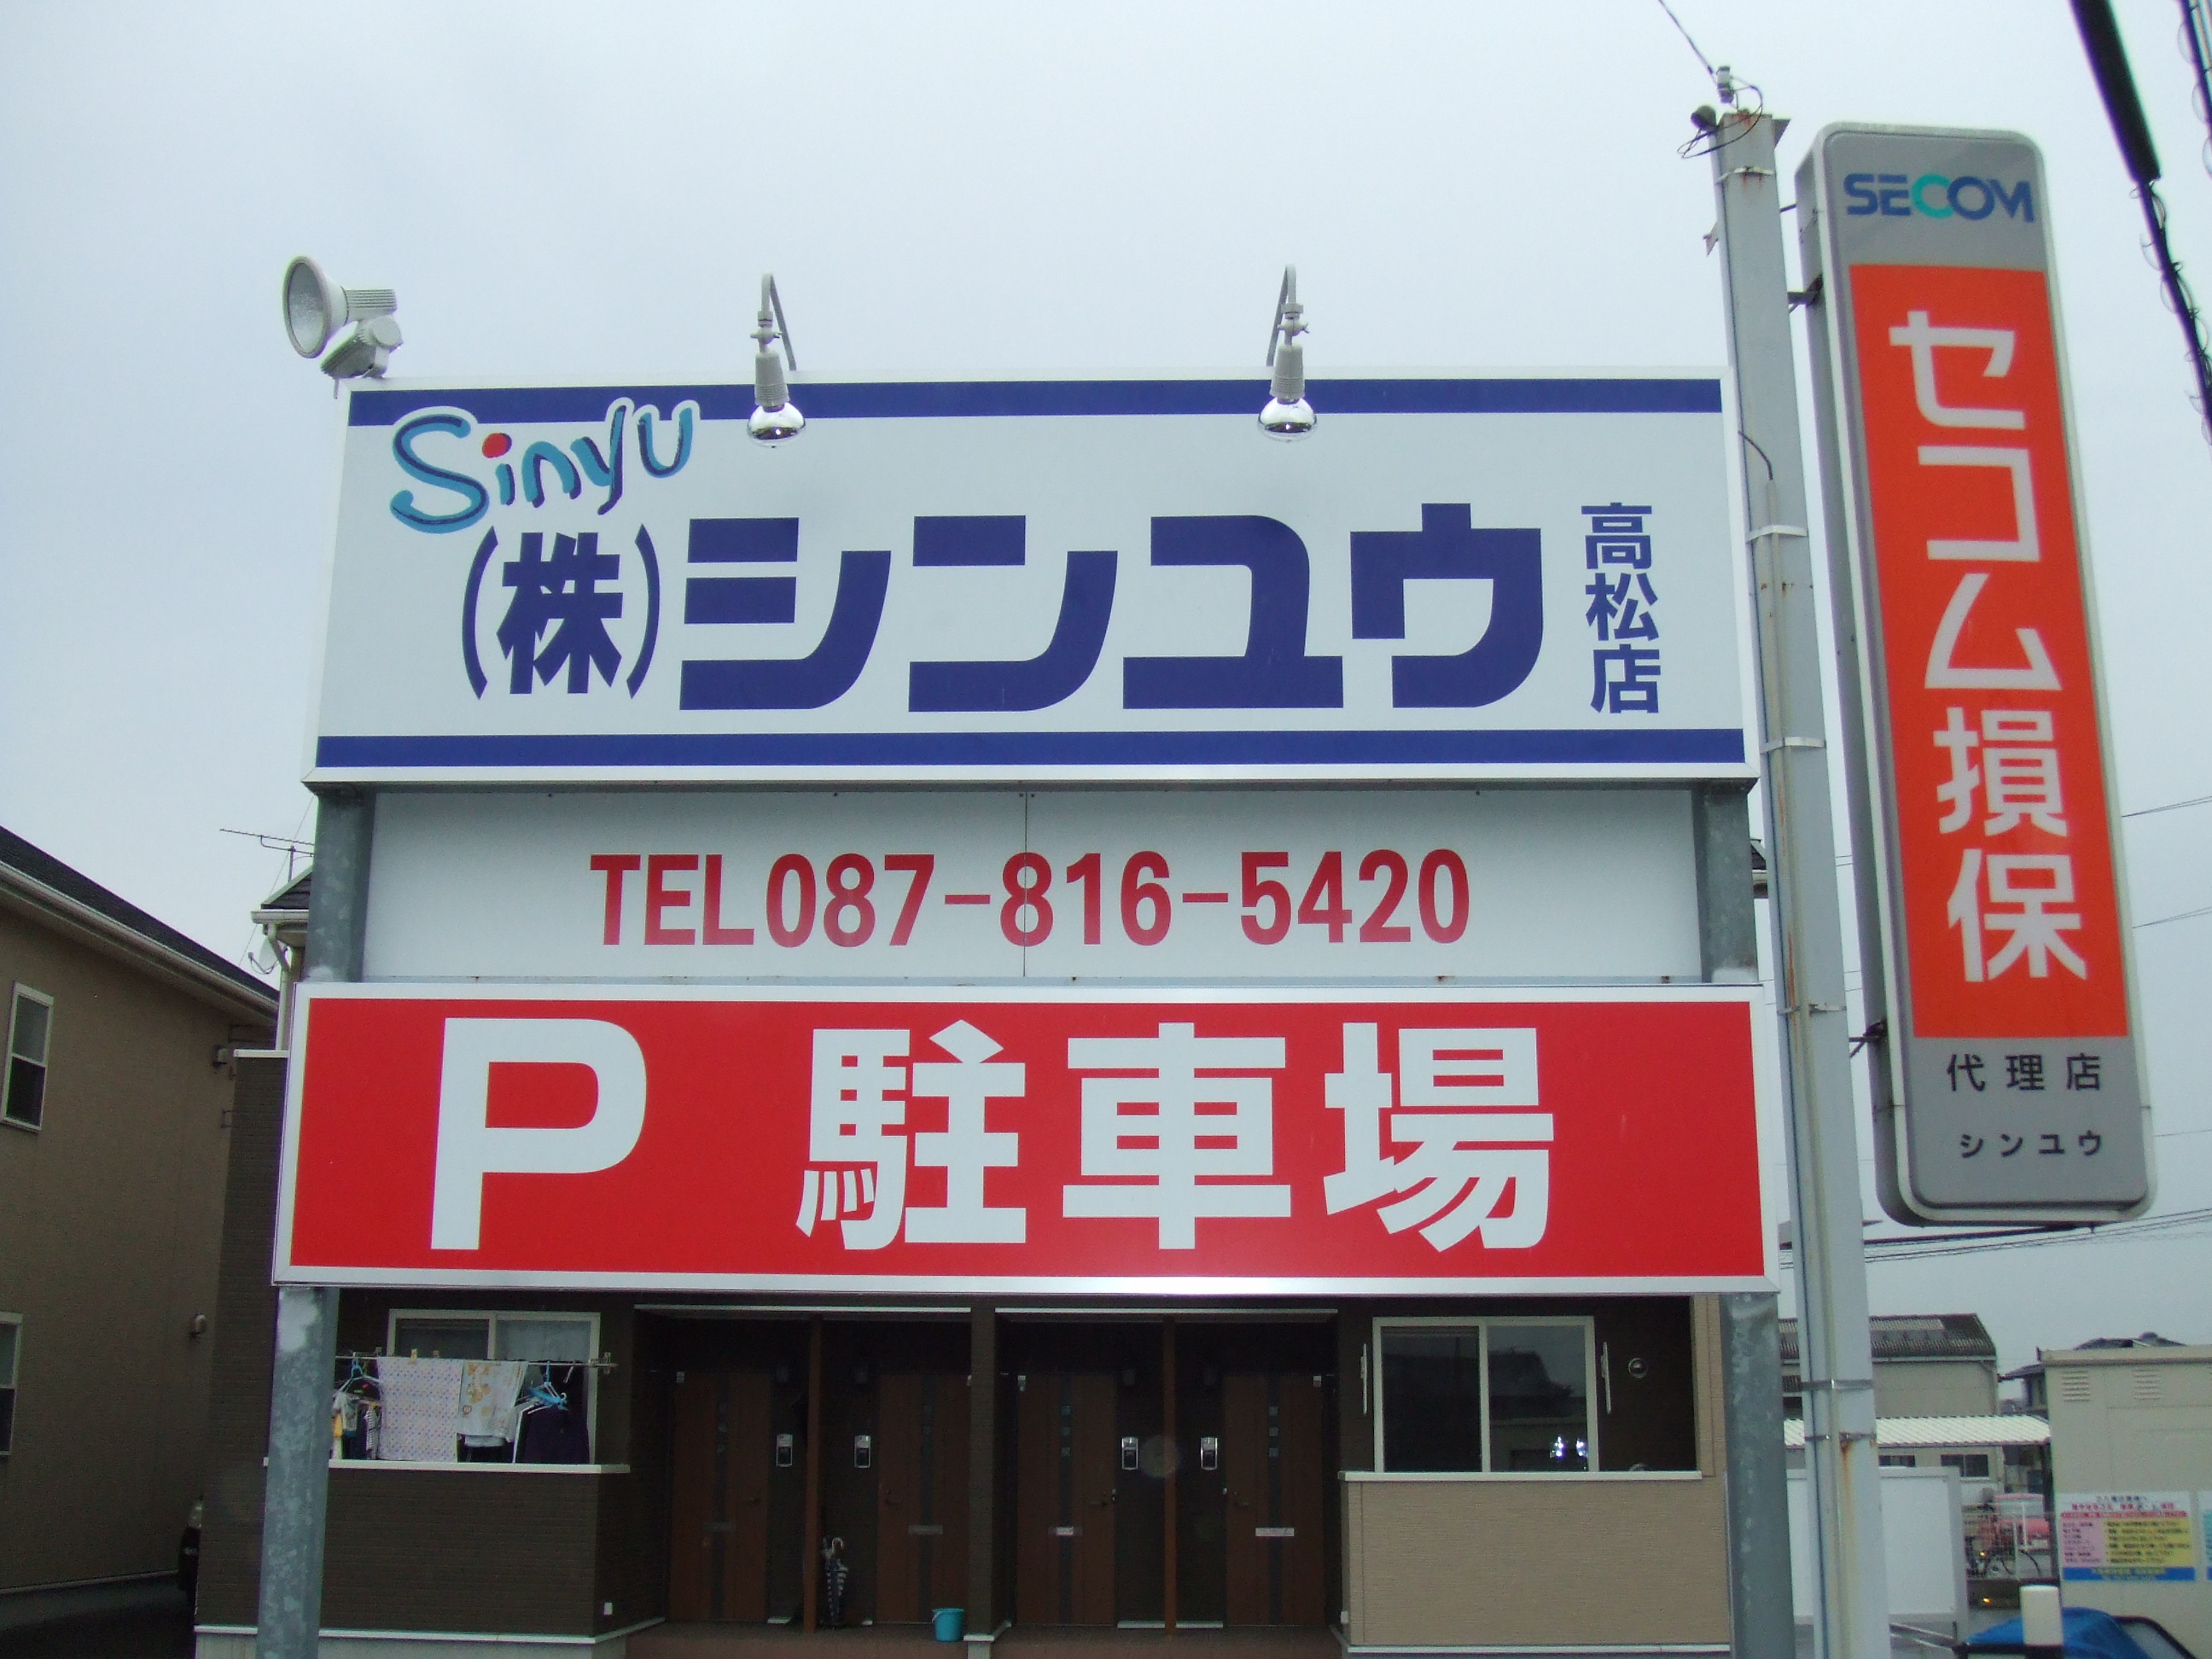 Sinyu
(株)シンユウ
高松店
TEL087-816-5420
P 駐車場
SECOM
セコム損保
代理店
シンユウ